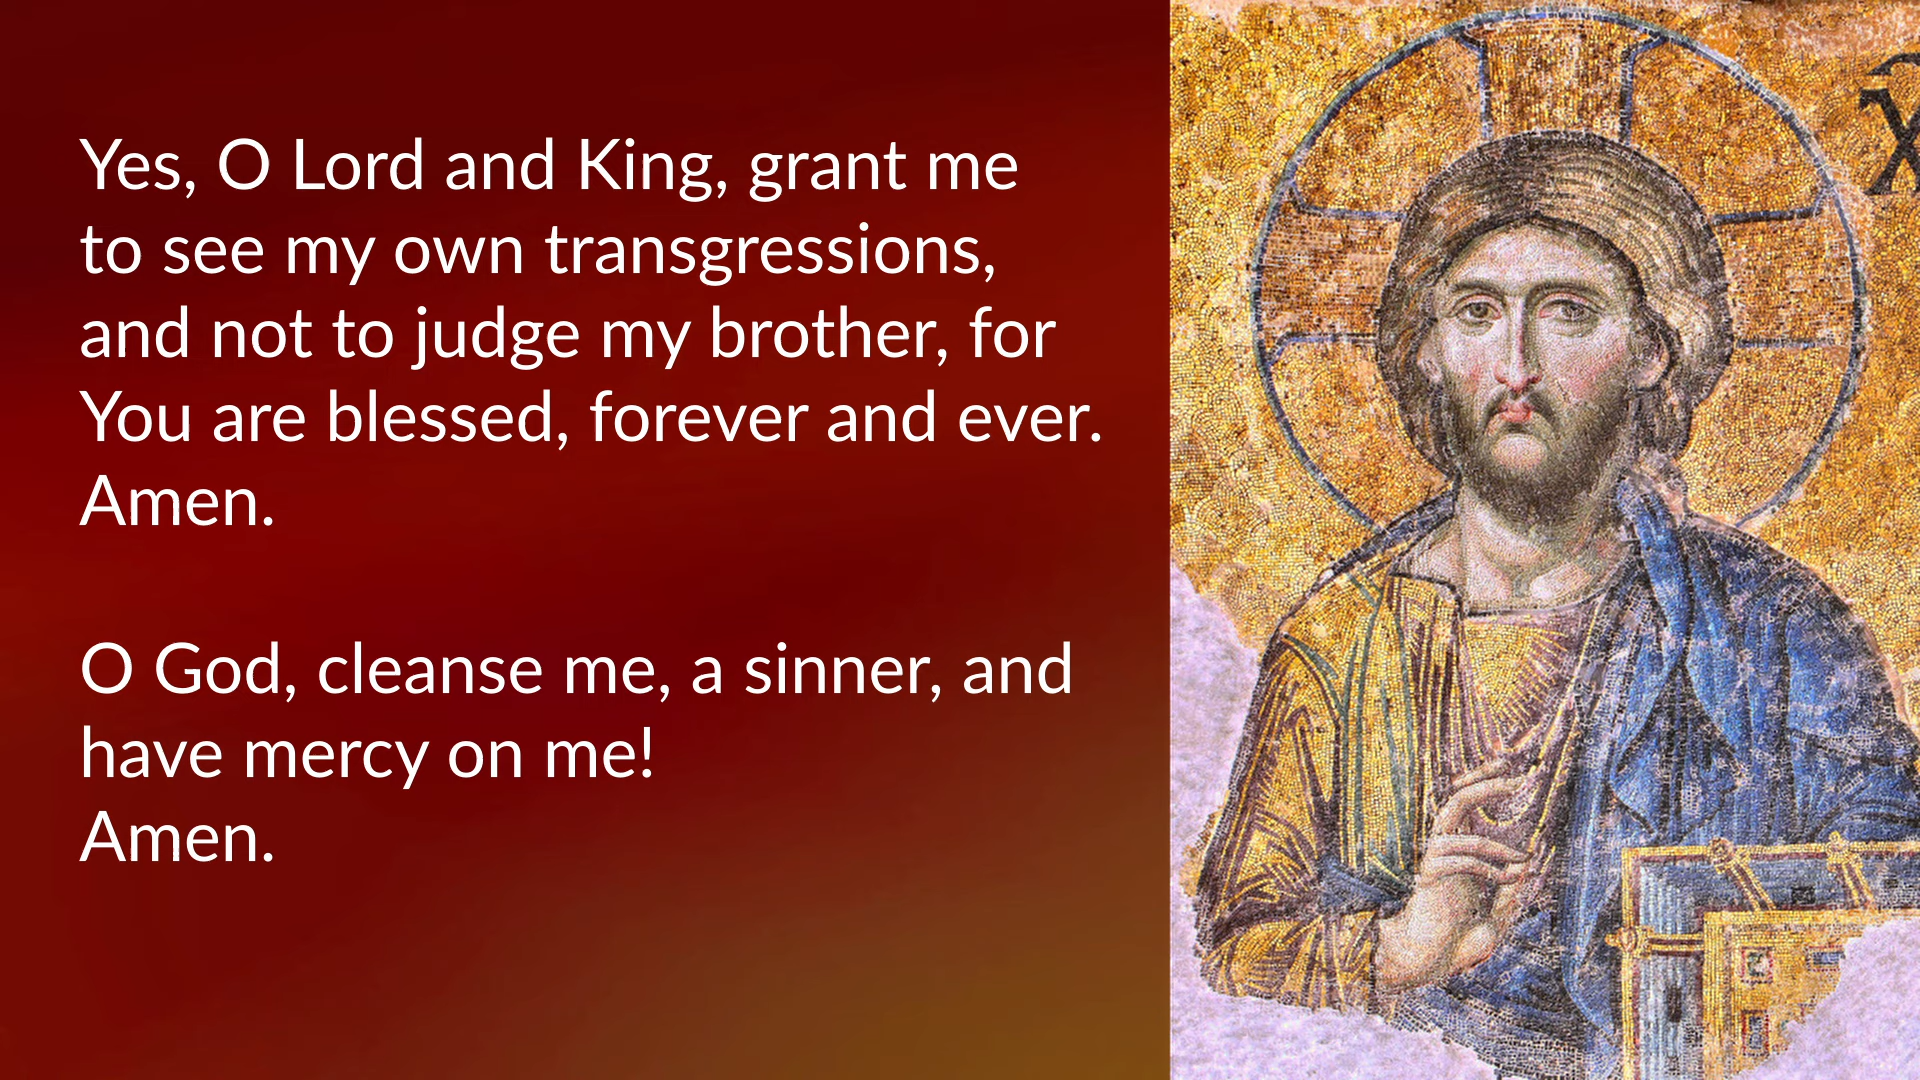 Yes, O Lord and King, grant me
to see my own transgressions,
and not to judge my brother, for
You are blessed, forever and ever.
Amen.
O God, cleanse me, a sinner, and
have mercy on me!
Amen.